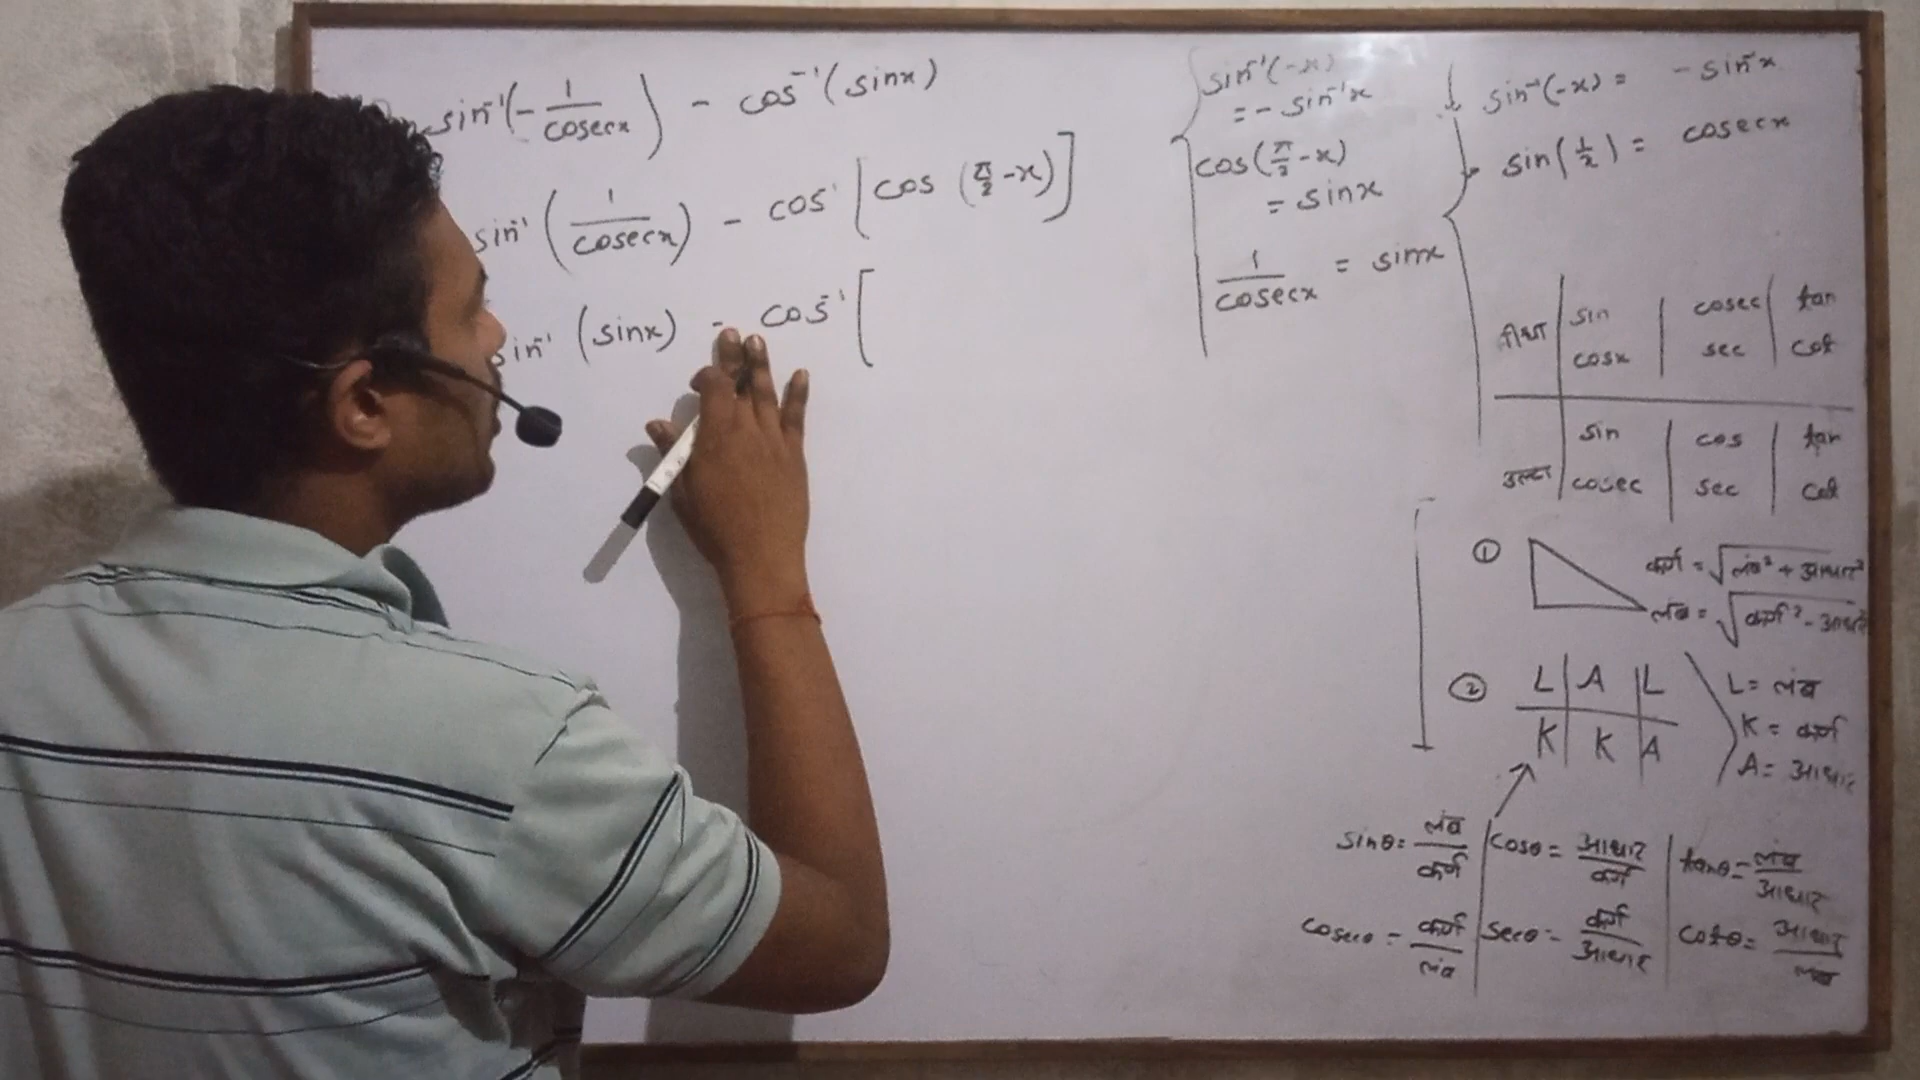 sin⁻¹(-1/cosecx) - cos⁻¹(sinx)
sin⁻¹(1/cosecx) - cos⁻¹[cos(π/2-x)]
sin⁻¹(sinx) - cos⁻¹[
sin⁻¹(-x)
= - sin⁻¹x
cos(π/2-x)
= sinx
1/cosecx = sinx
sin⁻¹(-x) = - sin⁻¹x
= cosecx
sin | cosec | tan
cosx | sec | cot
sin | cos | tan
उल्टा | cosec | sec | cot
① कर्ण = √लंब² + आधार²
लंब = √कर्ण² - आधार²
② L | A | L
K | K | A
L = लंब
K = कर्ण
A = आधार
sinθ = लंब/कर्ण | cosθ = आधार/कर्ण | tanθ = लंब/आधार
cosecθ = कर्ण/लंब | secθ = कर्ण/आधार | cotθ = आधार/लंब